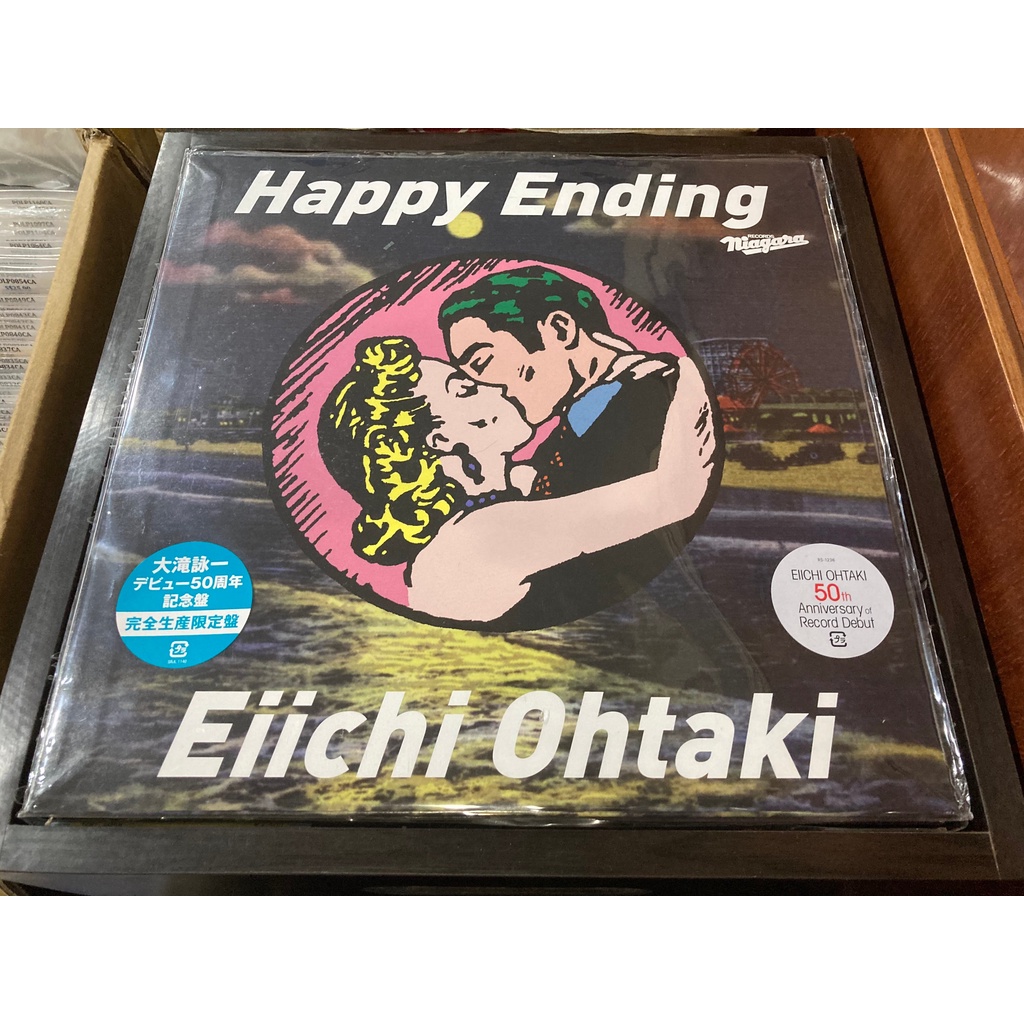 Happy Ending
RECORDS
Niagara
大滝詠一
デビュー50周年
記念盤
完全生産限定盤
EIICHI OHTAKI
50th
Anniversary of
Record Debut
Eiichi Ohtaki